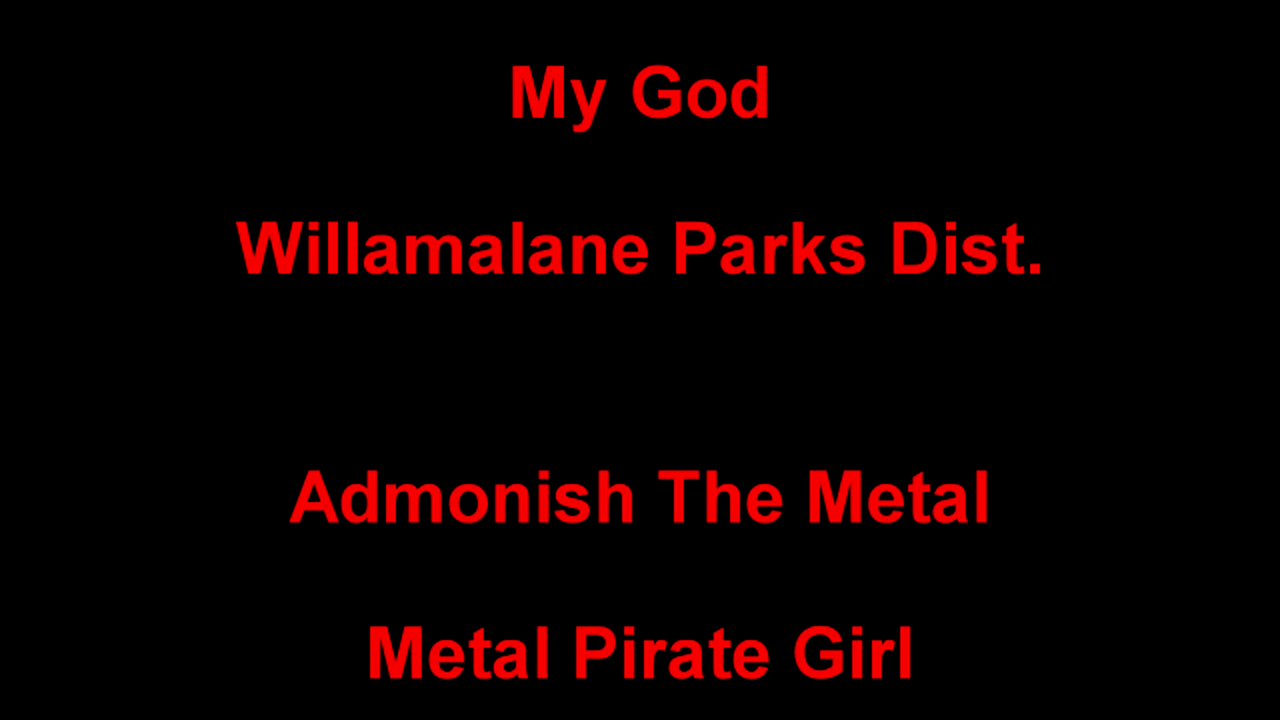 My God
Willamalane Parks Dist.
Admonish The Metal
Metal Pirate Girl